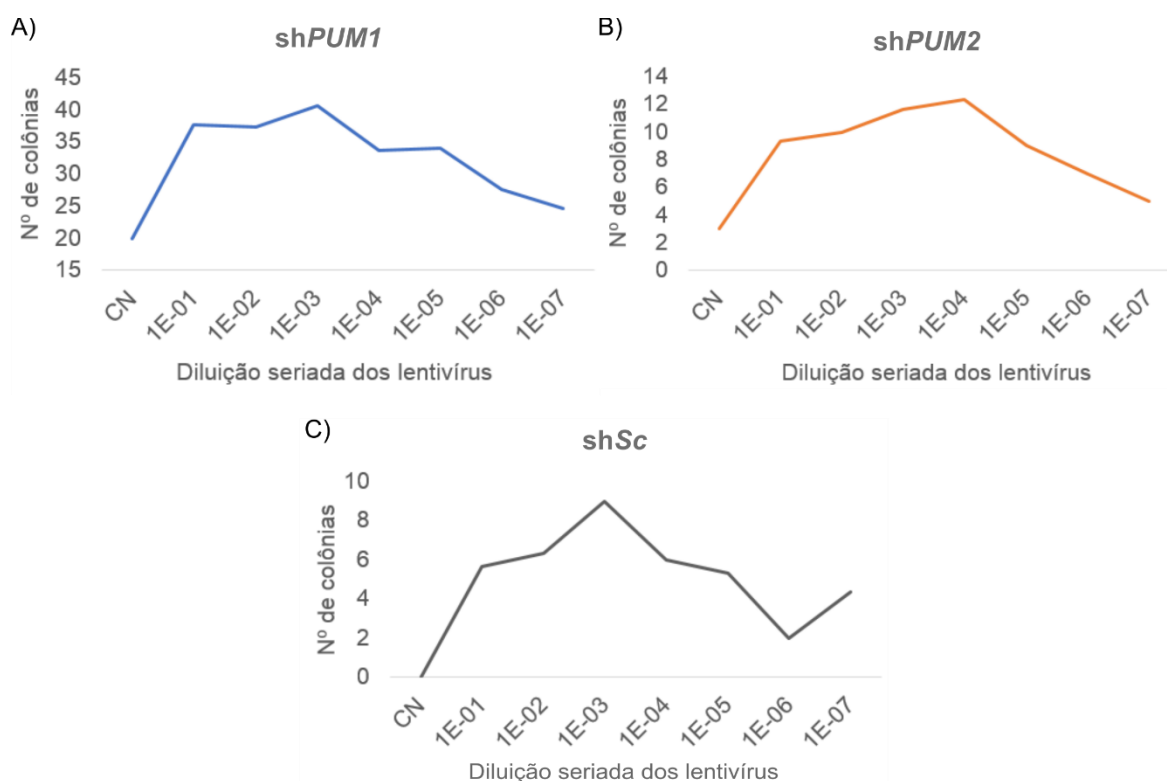 A)
shPUM1
Nº de colônias
45
40
35
30
25
20
15
CN
1E-01
1E-02
1E-03
1E-04
1E-05
1E-06
1E-07
Diluição seriada dos lentivírus
B)
shPUM2
Nº de colônias
14
12
10
8
6
4
2
0
CN
1E-01
1E-02
1E-03
1E-04
1E-05
1E-06
1E-07
Diluição seriada dos lentivírus
C)
shSc
Nº de colônias
10
8
6
4
2
0
CN
1E-01
1E-02
1E-03
1E-04
1E-05
1E-06
1E-07
Diluição seriada dos lentivírus